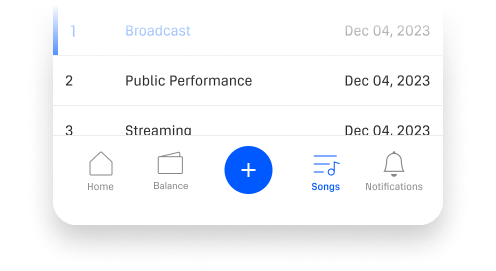 1 Broadcast Dec 04, 2023
2 Public Performance Dec 04, 2023
3 Streaming Dec 04, 2023
Home Balance + Songs Notifications